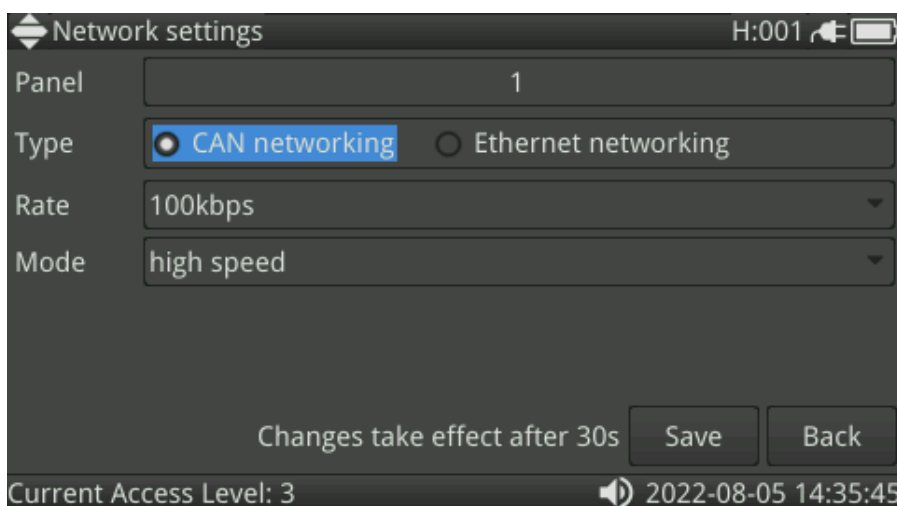 Network settings H:001
Panel 1
Type CAN networking Ethernet networking
Rate 100kbps
Mode high speed
Changes take effect after 30s Save Back
Current Access Level: 3 2022-08-05 14:35:45